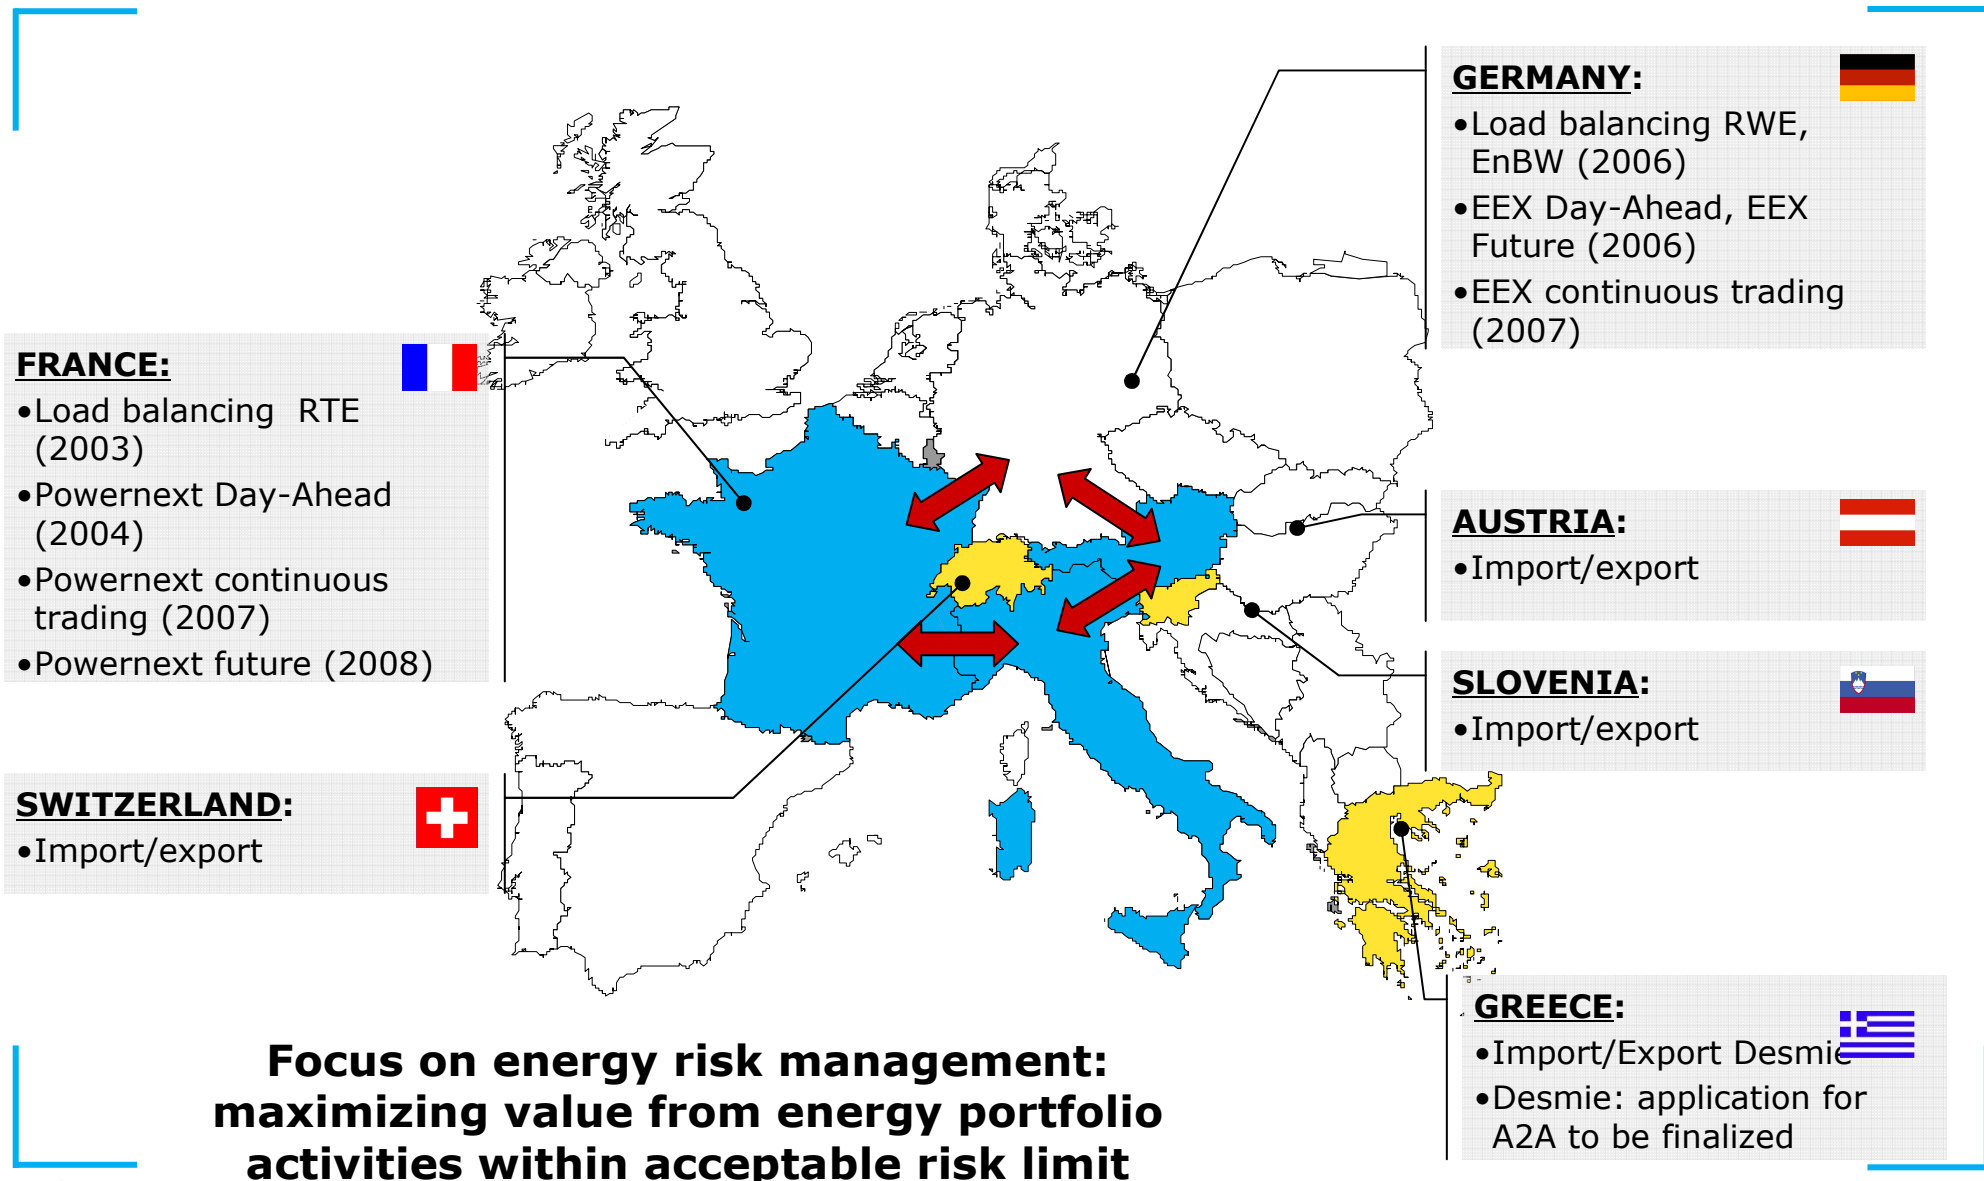 GERMANY:
•Load balancing RWE,
EnBW (2006)
•EEX Day-Ahead, EEX
Future (2006)
•EEX continuous trading
(2007)
FRANCE:
•Load balancing  RTE
(2003)
•Powernext Day-Ahead
(2004)
•Powernext continuous
trading (2007)
•Powernext future (2008)
AUSTRIA:
•Import/export
SLOVENIA:
•Import/export
SWITZERLAND:
•Import/export
GREECE:
•Import/Export Desmie
•Desmie: application for
A2A to be finalized
Focus on energy risk management:
maximizing value from energy portfolio
activities within acceptable risk limit